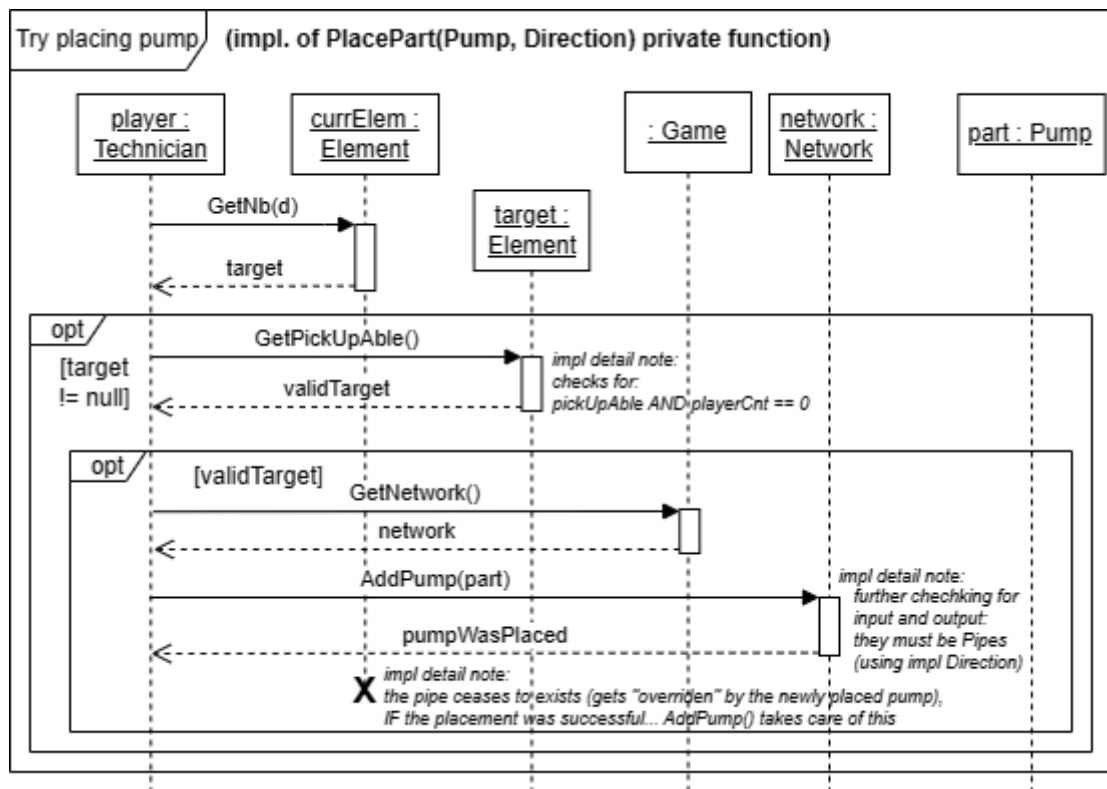 Try placing pump
(impl. of PlacePart(Pump, Direction) private function)
player :
Technician
currElem :
Element
: Game
network :
Network
part : Pump
target :
Element
GetNb(d)
target
opt
[target
!= null]
GetPickUpAble()
validTarget
impl detail note:
checks for:
pickUpAble AND playerCnt == 0
opt
[validTarget]
GetNetwork()
network
AddPump(part)
pumpWasPlaced
impl detail note:
further chechking for
input and output:
they must be Pipes
(using impl Direction)
X
impl detail note:
the pipe ceases to exists (gets "overriden" by the newly placed pump),
IF the placement was successful... AddPump() takes care of this